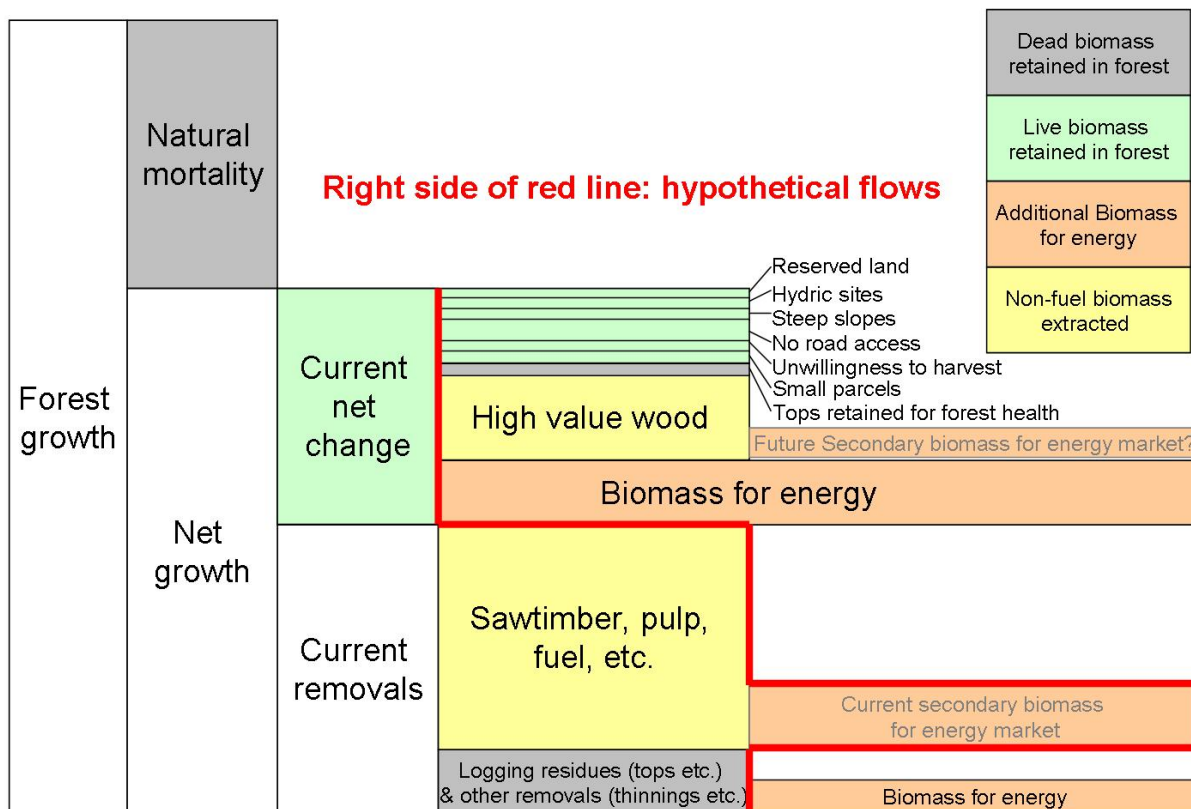 Forest
growth
Natural
mortality
Net
growth
Current
net
change
Current
removals
Right side of red line: hypothetical flows
Reserved land
Hydric sites
Steep slopes
No road access
Unwillingness to harvest
Small parcels
Tops retained for forest health
High value wood
Future Secondary biomass for energy market?
Biomass for energy
Sawtimber, pulp,
fuel, etc.
Current secondary biomass
for energy market
Logging residues (tops etc.)
& other removals (thinnings etc.)
Biomass for energy
Dead biomass
retained in forest
Live biomass
retained in forest
Additional Biomass
for energy
Non-fuel biomass
extracted